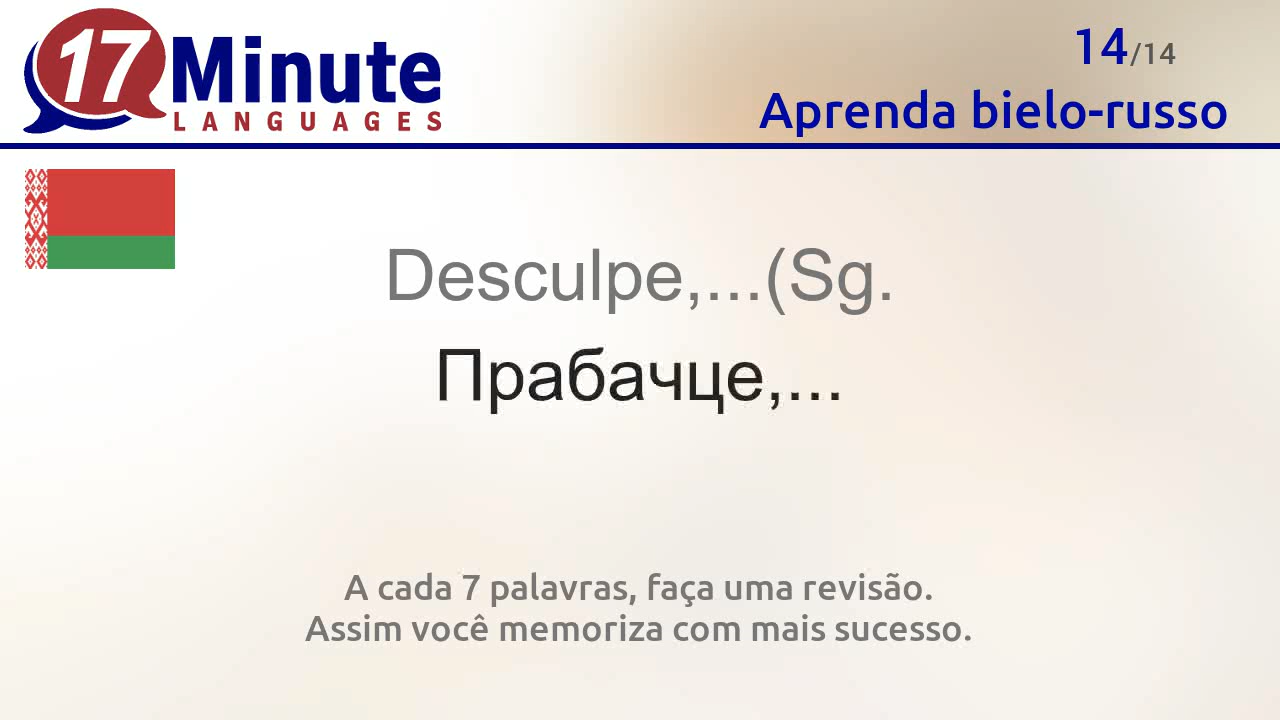 17 Minute
LANGUAGES
14/14
Aprenda bielo-russo
Desculpe,...(Sg.
Прабачце,...
A cada 7 palavras, faça uma revisão.
Assim você memoriza com mais sucesso.